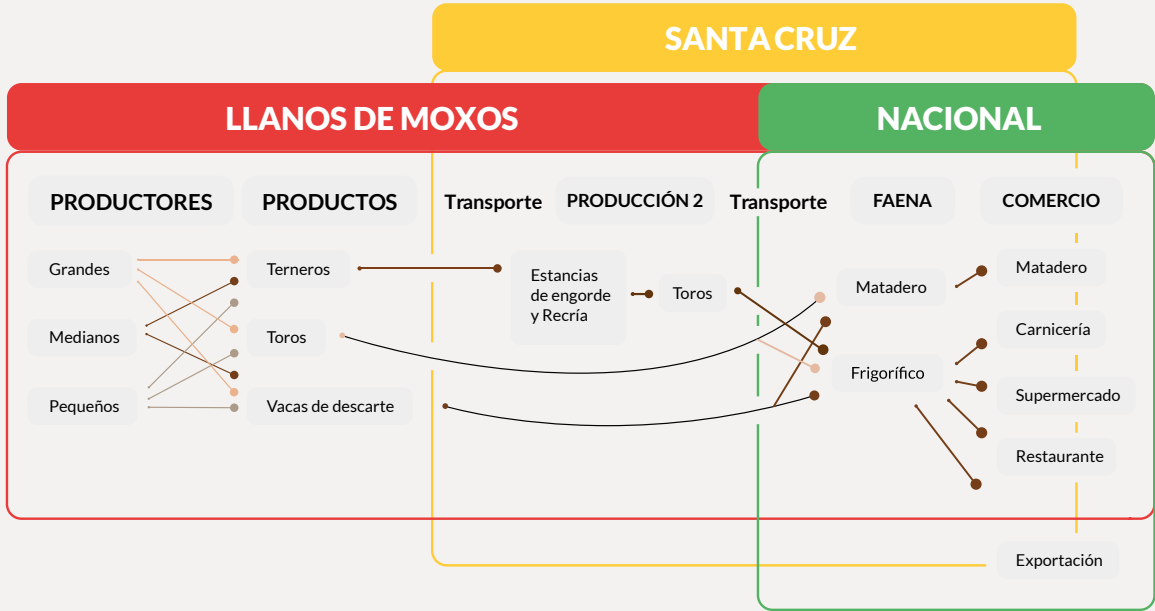 SANTA CRUZ
LLANOS DE MOXOS
NACIONAL
PRODUCTORES
PRODUCTOS
Transporte
PRODUCCIÓN 2
Transporte
FAENA
COMERCIO
Grandes
Medianos
Pequeños
Terneros
Toros
Vacas de descarte
Estancias
de engorde
y Recría
Toros
Matadero
Frigorífico
Matadero
Carnicería
Supermercado
Restaurante
Exportación